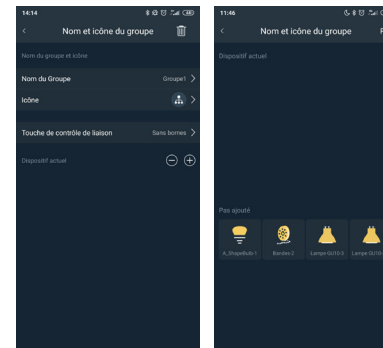 14:14
Nom et icône du groupe
Nom du groupe et icône
Nom du Groupe
Groupe1
Icône
Touche de contrôle de liaison
Sans bornes
Dispositif actuel
11:46
Nom et icône du groupe
Dispositif actuel
Pas ajouté
A_ShapeBulb-1
Bandes-2
Lampe GU10-3
Lampe GU10